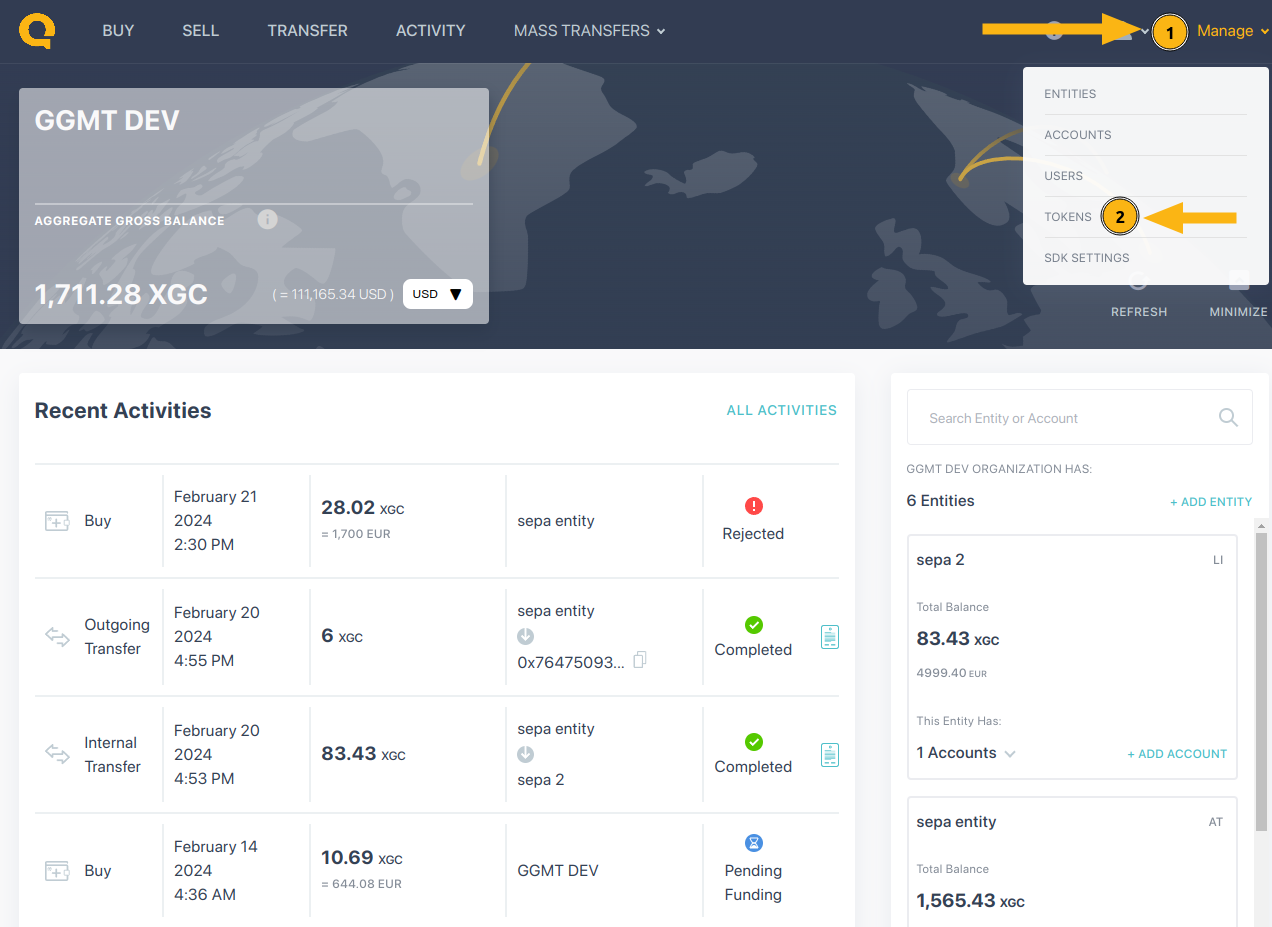 BUY SELL TRANSFER ACTIVITY MASS TRANSFERS 1 Manage
GGMT DEV
AGGREGATE GROSS BALANCE i
1,711.28 XGC ( = 111,165.34 USD ) USD ▼
ENTITIES
ACCOUNTS
USERS
TOKENS 2
SDK SETTINGS
REFRESH MINIMIZE
Recent Activities ALL ACTIVITIES
Buy
February 21
2024
2:30 PM
28.02 XGC
= 1,700 EUR
sepa entity
Rejected
Outgoing
Transfer
February 20
2024
4:55 PM
6 XGC
sepa entity
0x76475093...
Completed
Internal
Transfer
February 20
2024
4:53 PM
83.43 XGC
sepa entity
sepa 2
Completed
Buy
February 14
2024
4:36 AM
10.69 XGC
= 644.08 EUR
GGMT DEV
Pending
Funding
Search Entity or Account
GGMT DEV ORGANIZATION HAS:
6 Entities + ADD ENTITY
sepa 2 LI
Total Balance
83.43 XGC
4999.40 EUR
This Entity Has:
1 Accounts + ADD ACCOUNT
sepa entity AT
Total Balance
1,565.43 XGC